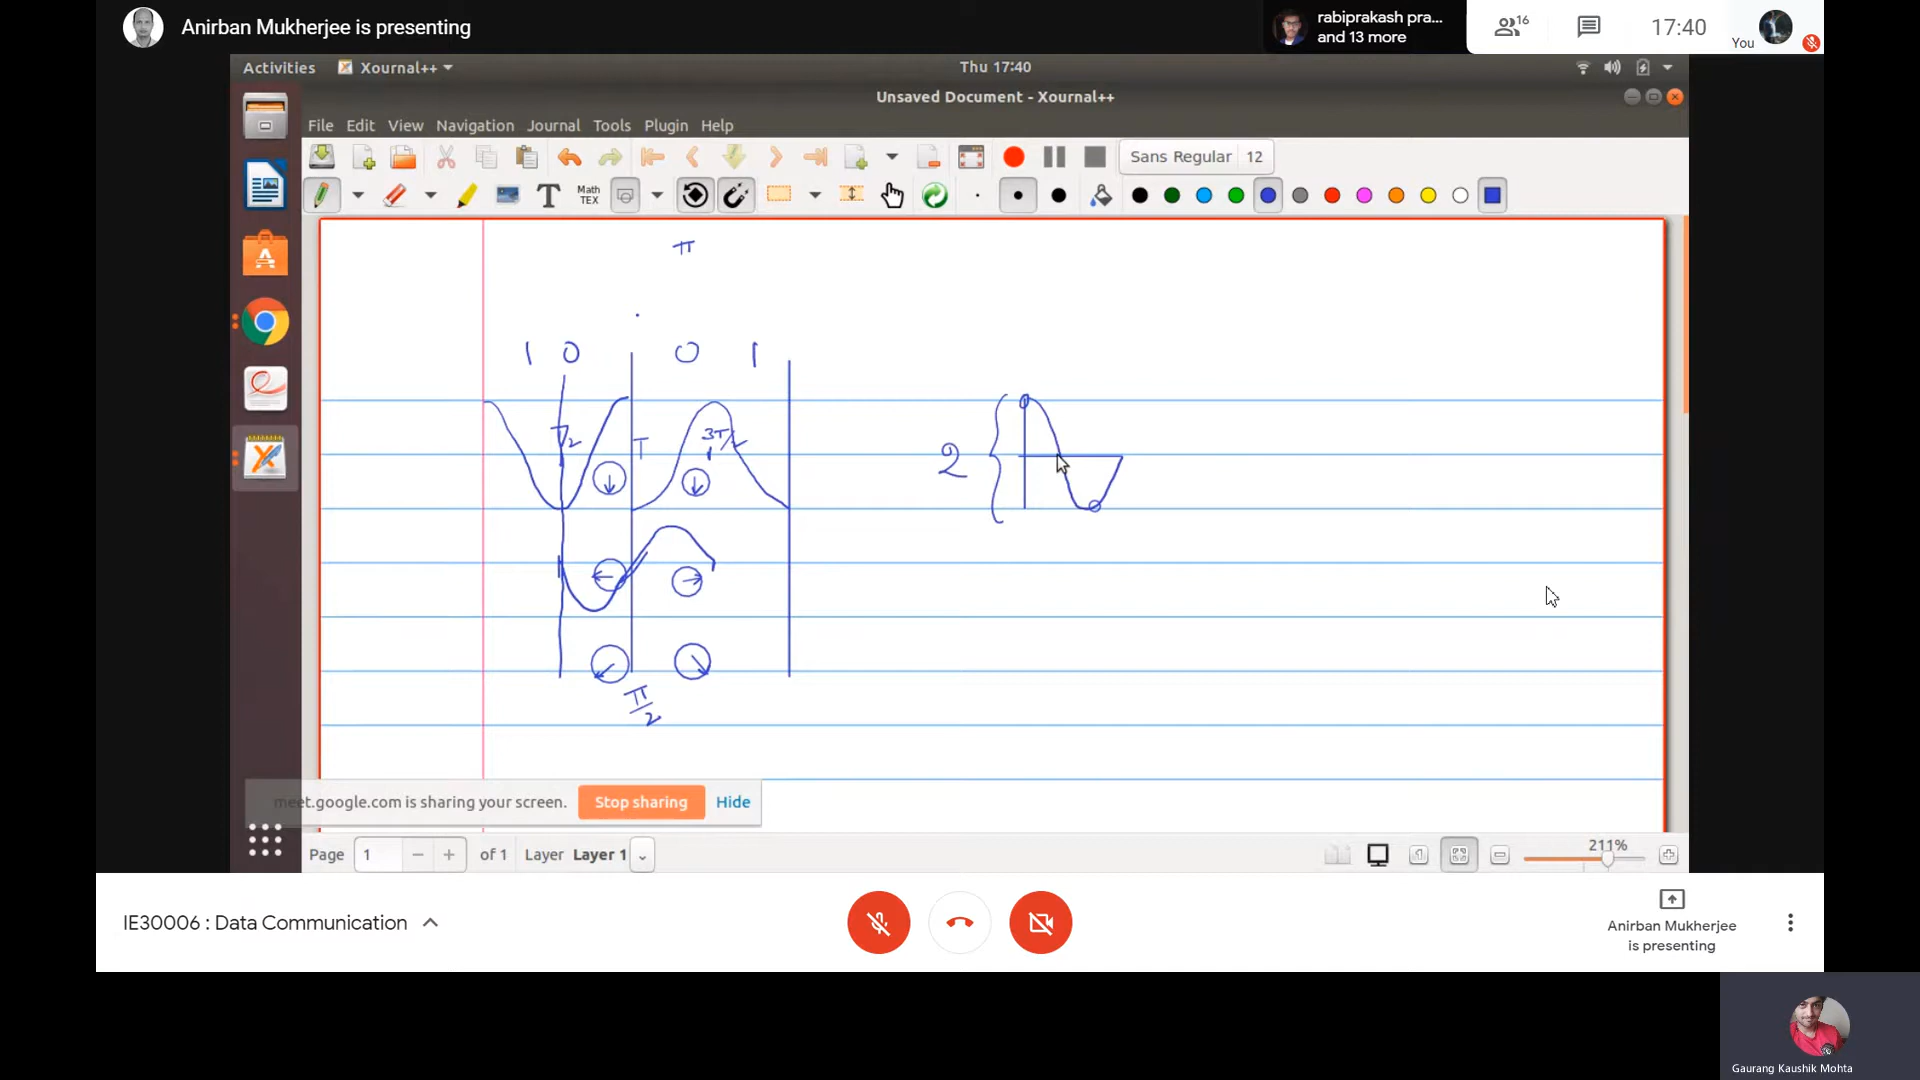 Anirban Mukherjee is presenting
rabiprakash pra...
and 13 more
16
17:40
You
Activities
Xournal++
Thu 17:40
Unsaved Document - Xournal++
File Edit View Navigation Journal Tools Plugin Help
Sans Regular 12
Math
TEX
π
1 0 0 1
T/2 T 3T/2
2
π/2
meet.google.com is sharing your screen.
Stop sharing
Hide
Page 1 of 1 Layer Layer 1
211%
IE30006 : Data Communication
Anirban Mukherjee
is presenting
Gaurang Kaushik Mohta